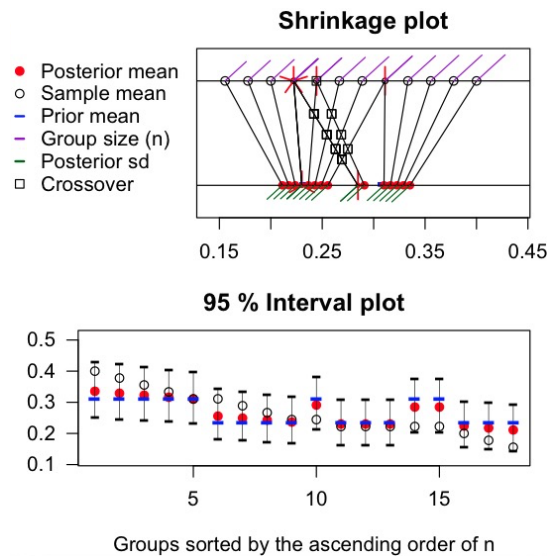 Shrinkage plot
Posterior mean
Sample mean
Prior mean
Group size (n)
Posterior sd
Crossover
0.15 0.25 0.35 0.45
95 % Interval plot
0.5
0.4
0.3
0.2
0.1
5 10 15
Groups sorted by the ascending order of n